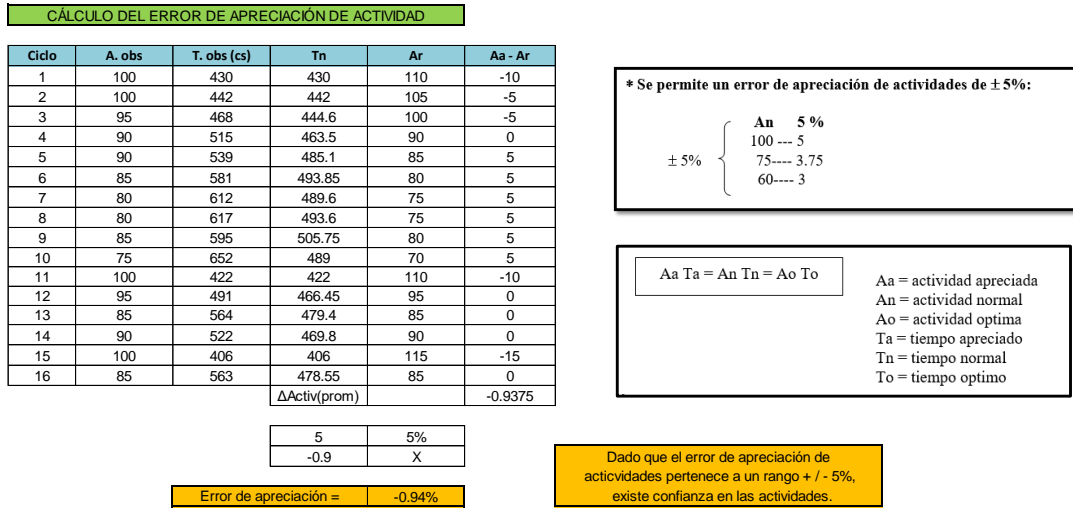 CÁLCULO DEL ERROR DE APRECIACIÓN DE ACTIVIDAD
Ciclo A. obs T. obs (cs) Tn Ar Aa - Ar
1 100 430 430 110 -10
2 100 442 442 105 -5
3 95 468 444.6 100 -5
4 90 515 463.5 90 0
5 90 539 485.1 85 5
6 85 581 493.85 80 5
7 80 612 489.6 75 5
8 80 617 493.6 75 5
9 85 595 505.75 80 5
10 75 652 489 70 5
11 100 422 422 110 -10
12 95 491 466.45 95 0
13 85 564 479.4 85 0
14 90 522 469.8 90 0
15 100 406 406 115 -15
16 85 563 478.55 85 0
ΔActiv(prom) -0.9375
5 5%
-0.9 X
Error de apreciación = -0.94%
* Se permite un error de apreciación de actividades de ± 5%:
An 5 %
100 --- 5
± 5% 75---- 3.75
60---- 3
Aa Ta = An Tn = Ao To
Aa = actividad apreciada
An = actividad normal
Ao = actividad optima
Ta = tiempo apreciado
Tn = tiempo normal
To = tiempo optimo
Dado que el error de apreciación de
acticvidades pertenece a un rango + / - 5%,
existe confianza en las actividades.